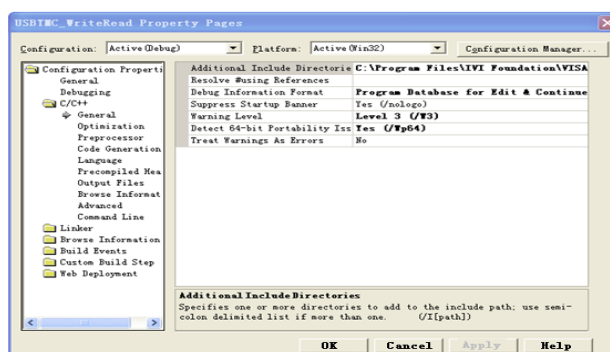 USBTMC_WriteRead Property Pages
Configuration: Active(Debug) Platform: Active(Win32) Configuration Manager...
Configuration Properti
General
Debugging
C/C++
General
Optimization
Preprocessor
Code Generation
Language
Precompiled Hea
Output Files
Browse Informat
Advanced
Command Line
Linker
Browse Information
Build Events
Custom Build Step
Web Deployment
Additional Include Directorie C:\Program Files\IVI Foundation\VISA
Resolve #using References
Debug Information Format Program Database for Edit & Continue
Suppress Startup Banner Yes (/nologo)
Warning Level Level 3 (/W3)
Detect 64-bit Portability Iss Yes (/Wp64)
Treat Warnings As Errors No
Additional Include Directories
Specifies one or more directories to add to the include path; use semi-
colon delimited list if more than one. (/I[path])
OK Cancel Apply Help